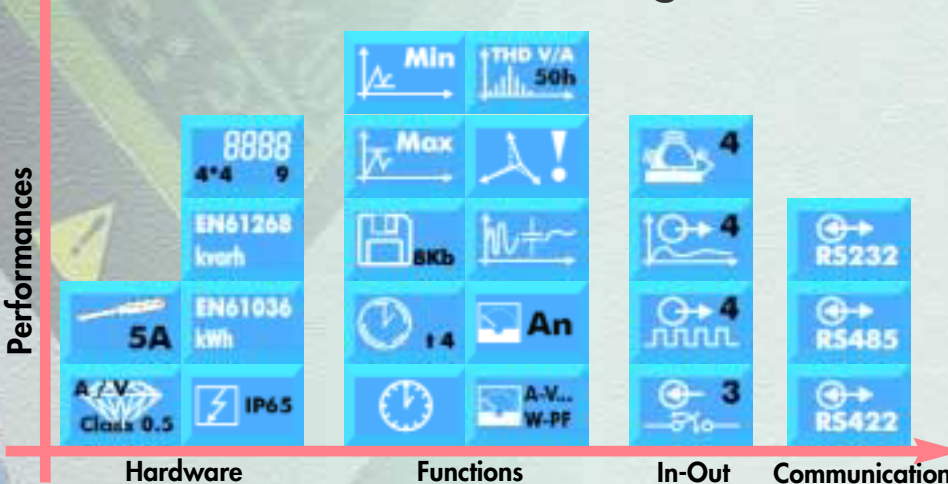 Min
THD V/A
50h
8888
4*4 9
Max
4
EN61268
kvarh
8Kb
4
RS232
5A
EN61036
kWh
t4
An
4
RS485
A / V
Class 0.5
IP65
A-V...
W-PF
3
RS422
Performances
Hardware
Functions
In-Out
Communication